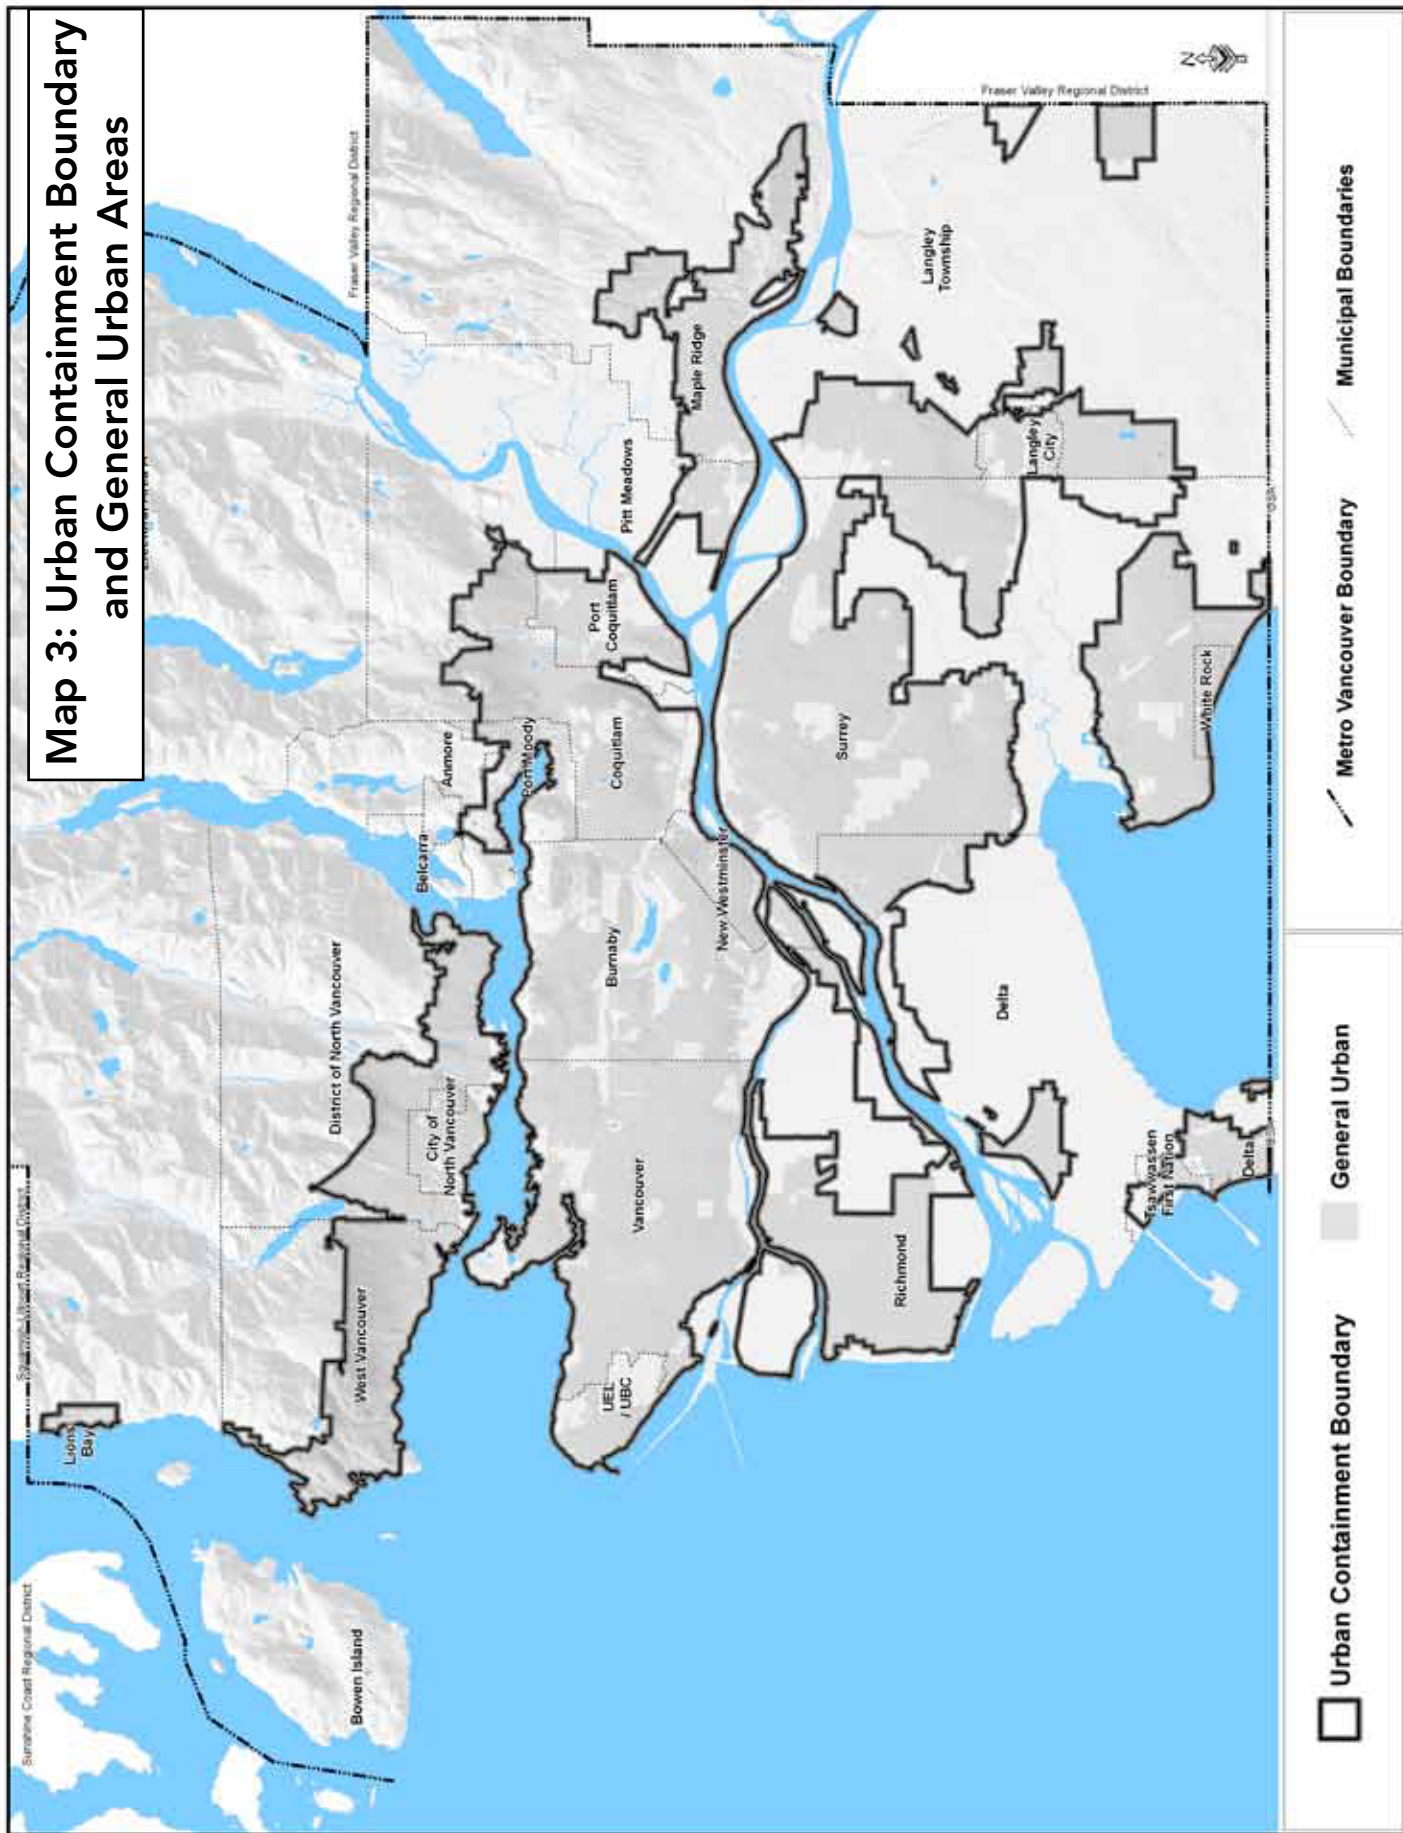 Map 3: Urban Containment Boundary
and General Urban Areas
Sunshine Coast Regional District
Squamish-Lillooet Regional District
Fraser Valley Regional District
Fraser Valley Regional District
N
Lions
Bay
Bowen Island
West Vancouver
District of North Vancouver
City of
North Vancouver
Belcarra
Anmore
Port Moody
Coquitlam
Port
Coquitlam
Pitt Meadows
Maple Ridge
UEL
/ UBC
Vancouver
Burnaby
New Westminster
Richmond
Surrey
Langley
Township
Langley
City
Delta
White Rock
Tsawwassen
First Nation
Delta
USA
USA
Urban Containment Boundary
General Urban
Metro Vancouver Boundary
Municipal Boundaries